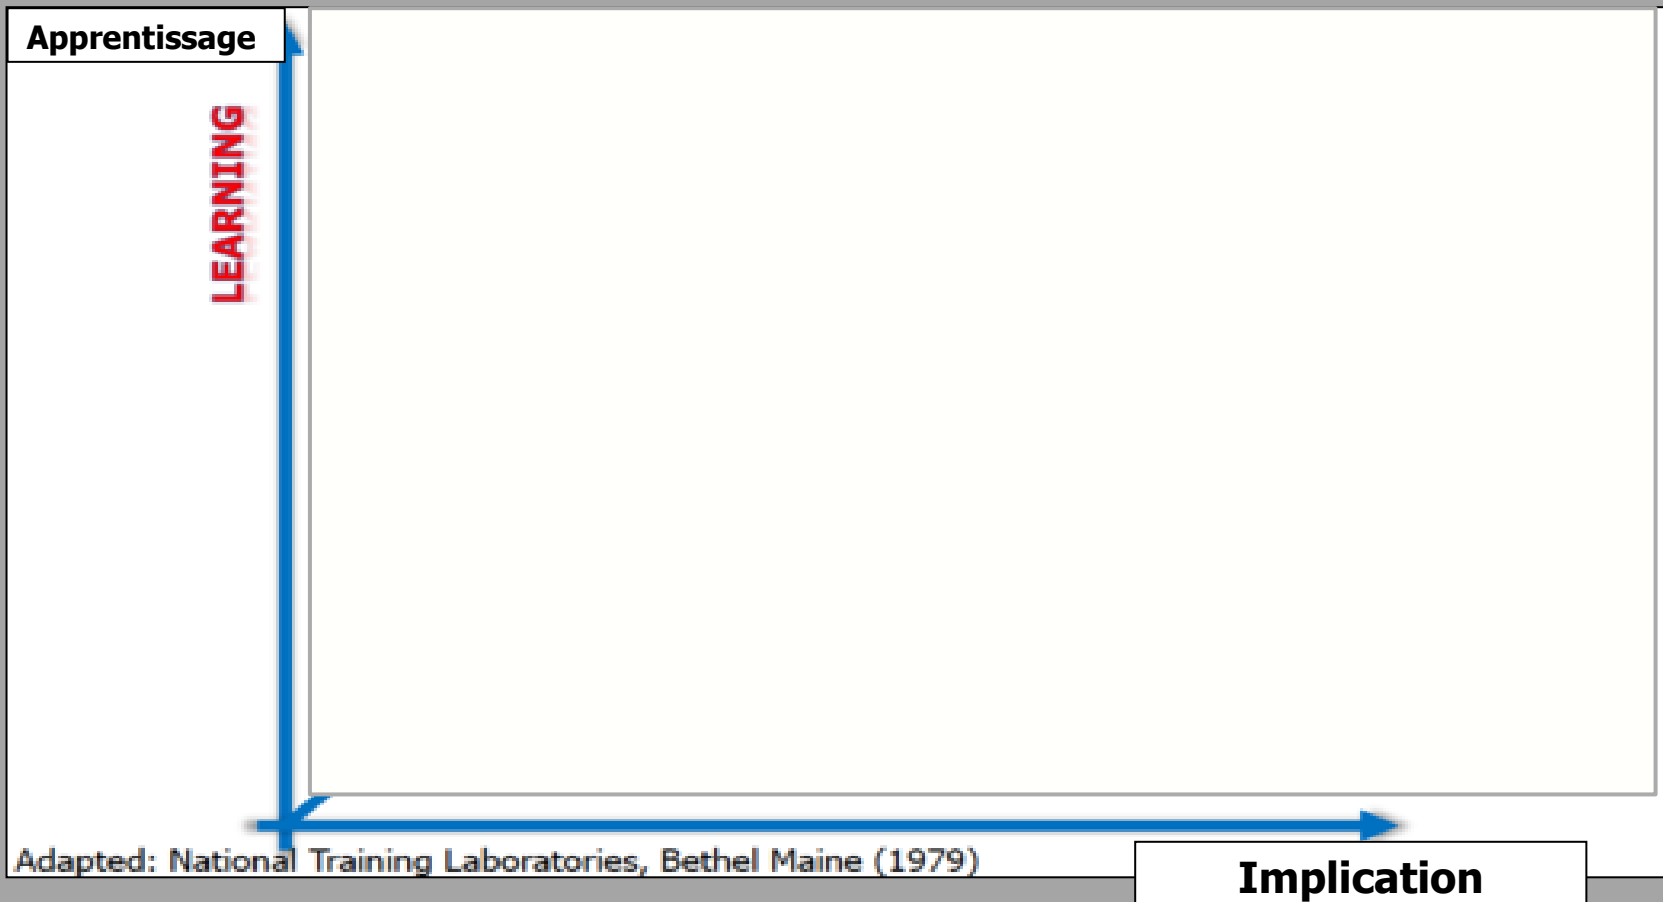 Apprentissage
LEARNING
Adapted: National Training Laboratories, Bethel Maine (1979)
Implication